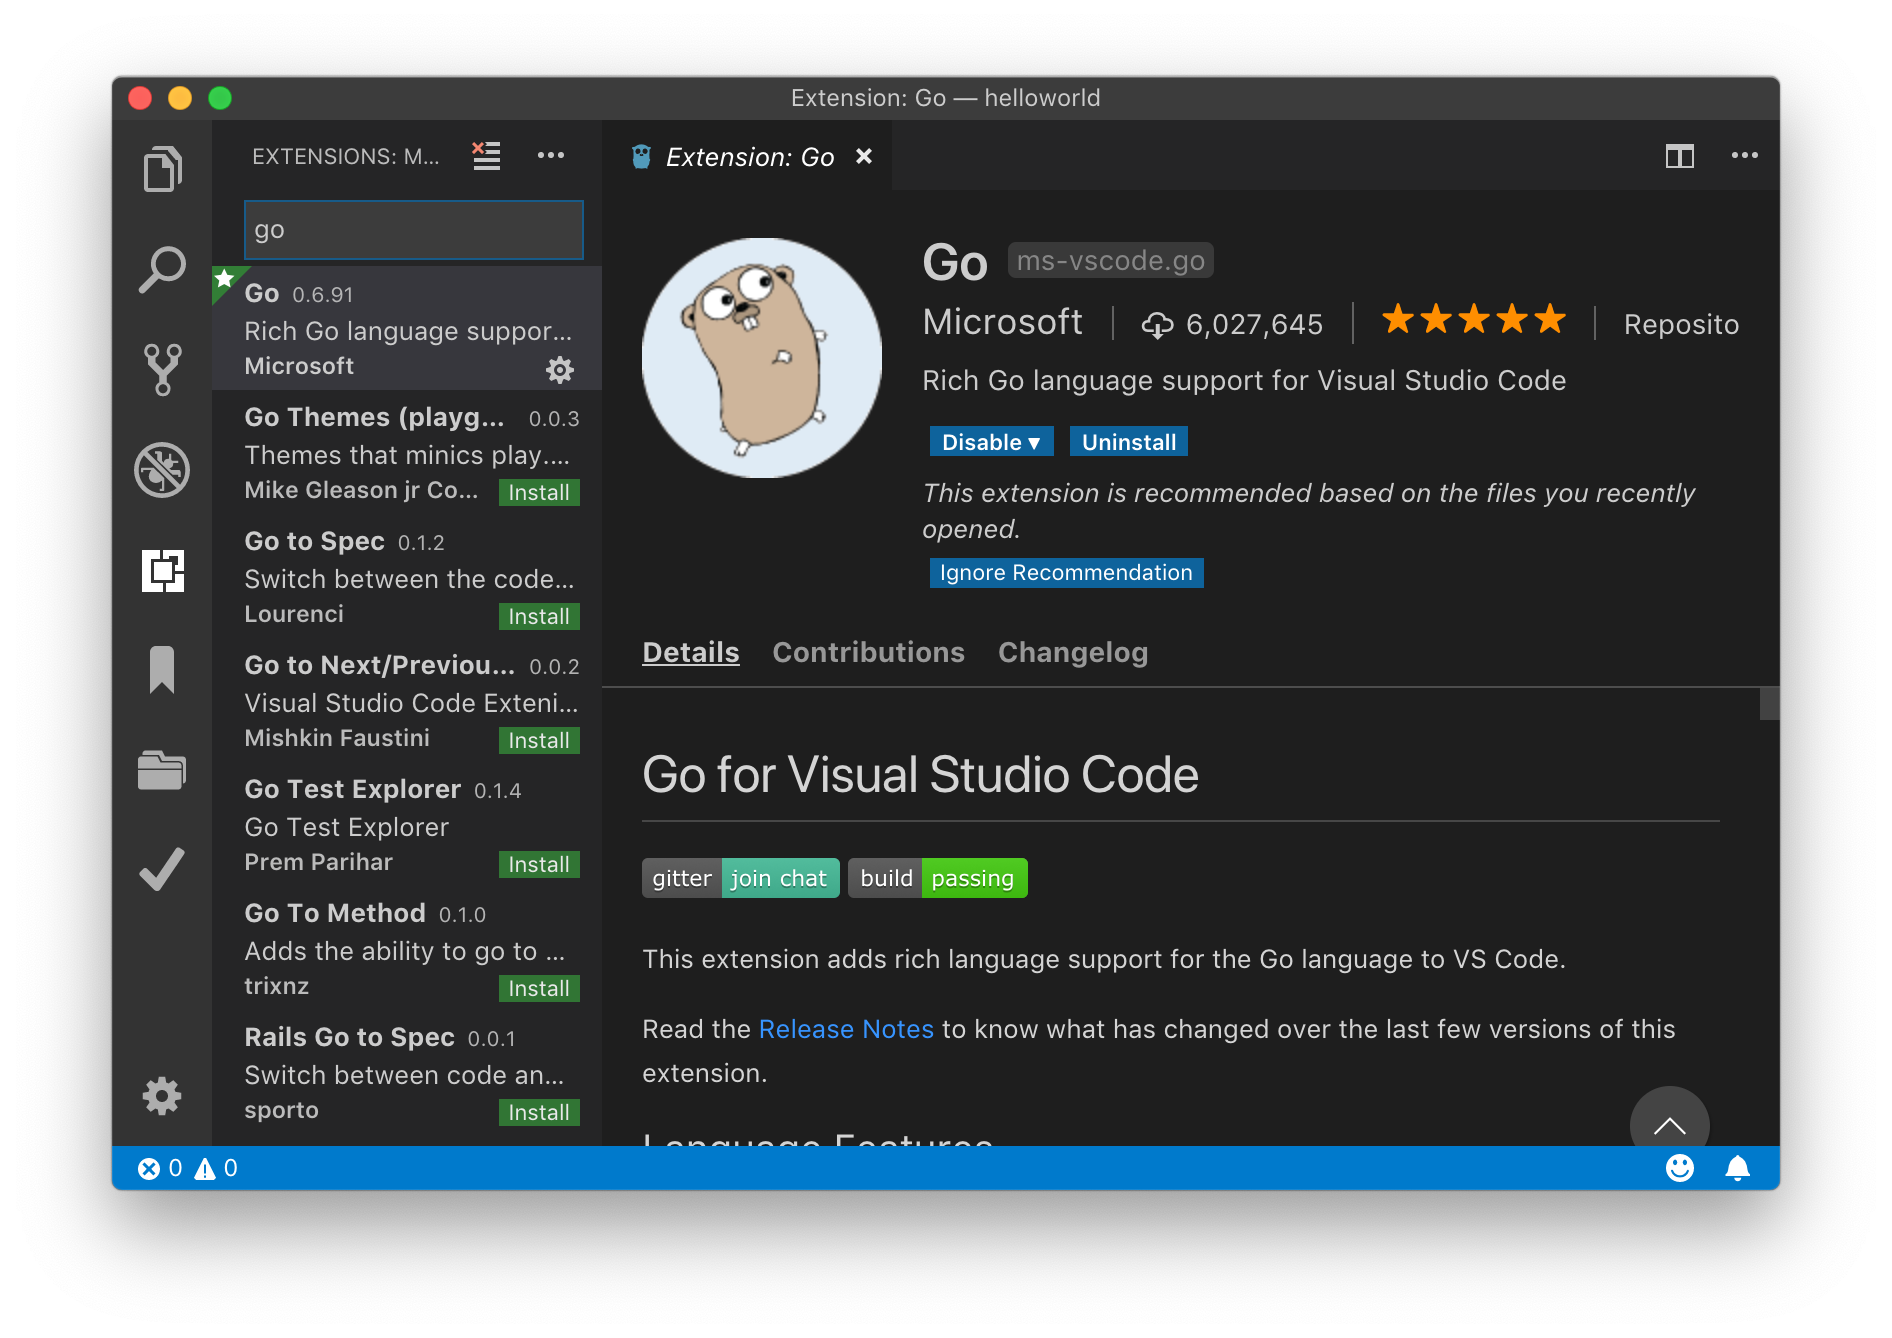 Extension: Go — helloworld
EXTENSIONS: M...
go
Go 0.6.91
Rich Go language suppor...
Microsoft
Go Themes (playg... 0.0.3
Themes that minics play....
Mike Gleason jr Co... Install
Go to Spec 0.1.2
Switch between the code...
Lourenci Install
Go to Next/Previou... 0.0.2
Visual Studio Code Exteni...
Mishkin Faustini Install
Go Test Explorer 0.1.4
Go Test Explorer
Prem Parihar Install
Go To Method 0.1.0
Adds the ability to go to ...
trixnz Install
Rails Go to Spec 0.0.1
Switch between code an...
sporto Install
Extension: Go
Go ms-vscode.go
Microsoft 6,027,645 Reposito
Rich Go language support for Visual Studio Code
Disable ▾ Uninstall
This extension is recommended based on the files you recently
opened.
Ignore Recommendation
Details Contributions Changelog
Go for Visual Studio Code
gitter join chat build passing
This extension adds rich language support for the Go language to VS Code.
Read the Release Notes to know what has changed over the last few versions of this
extension.
Language Features
0 0